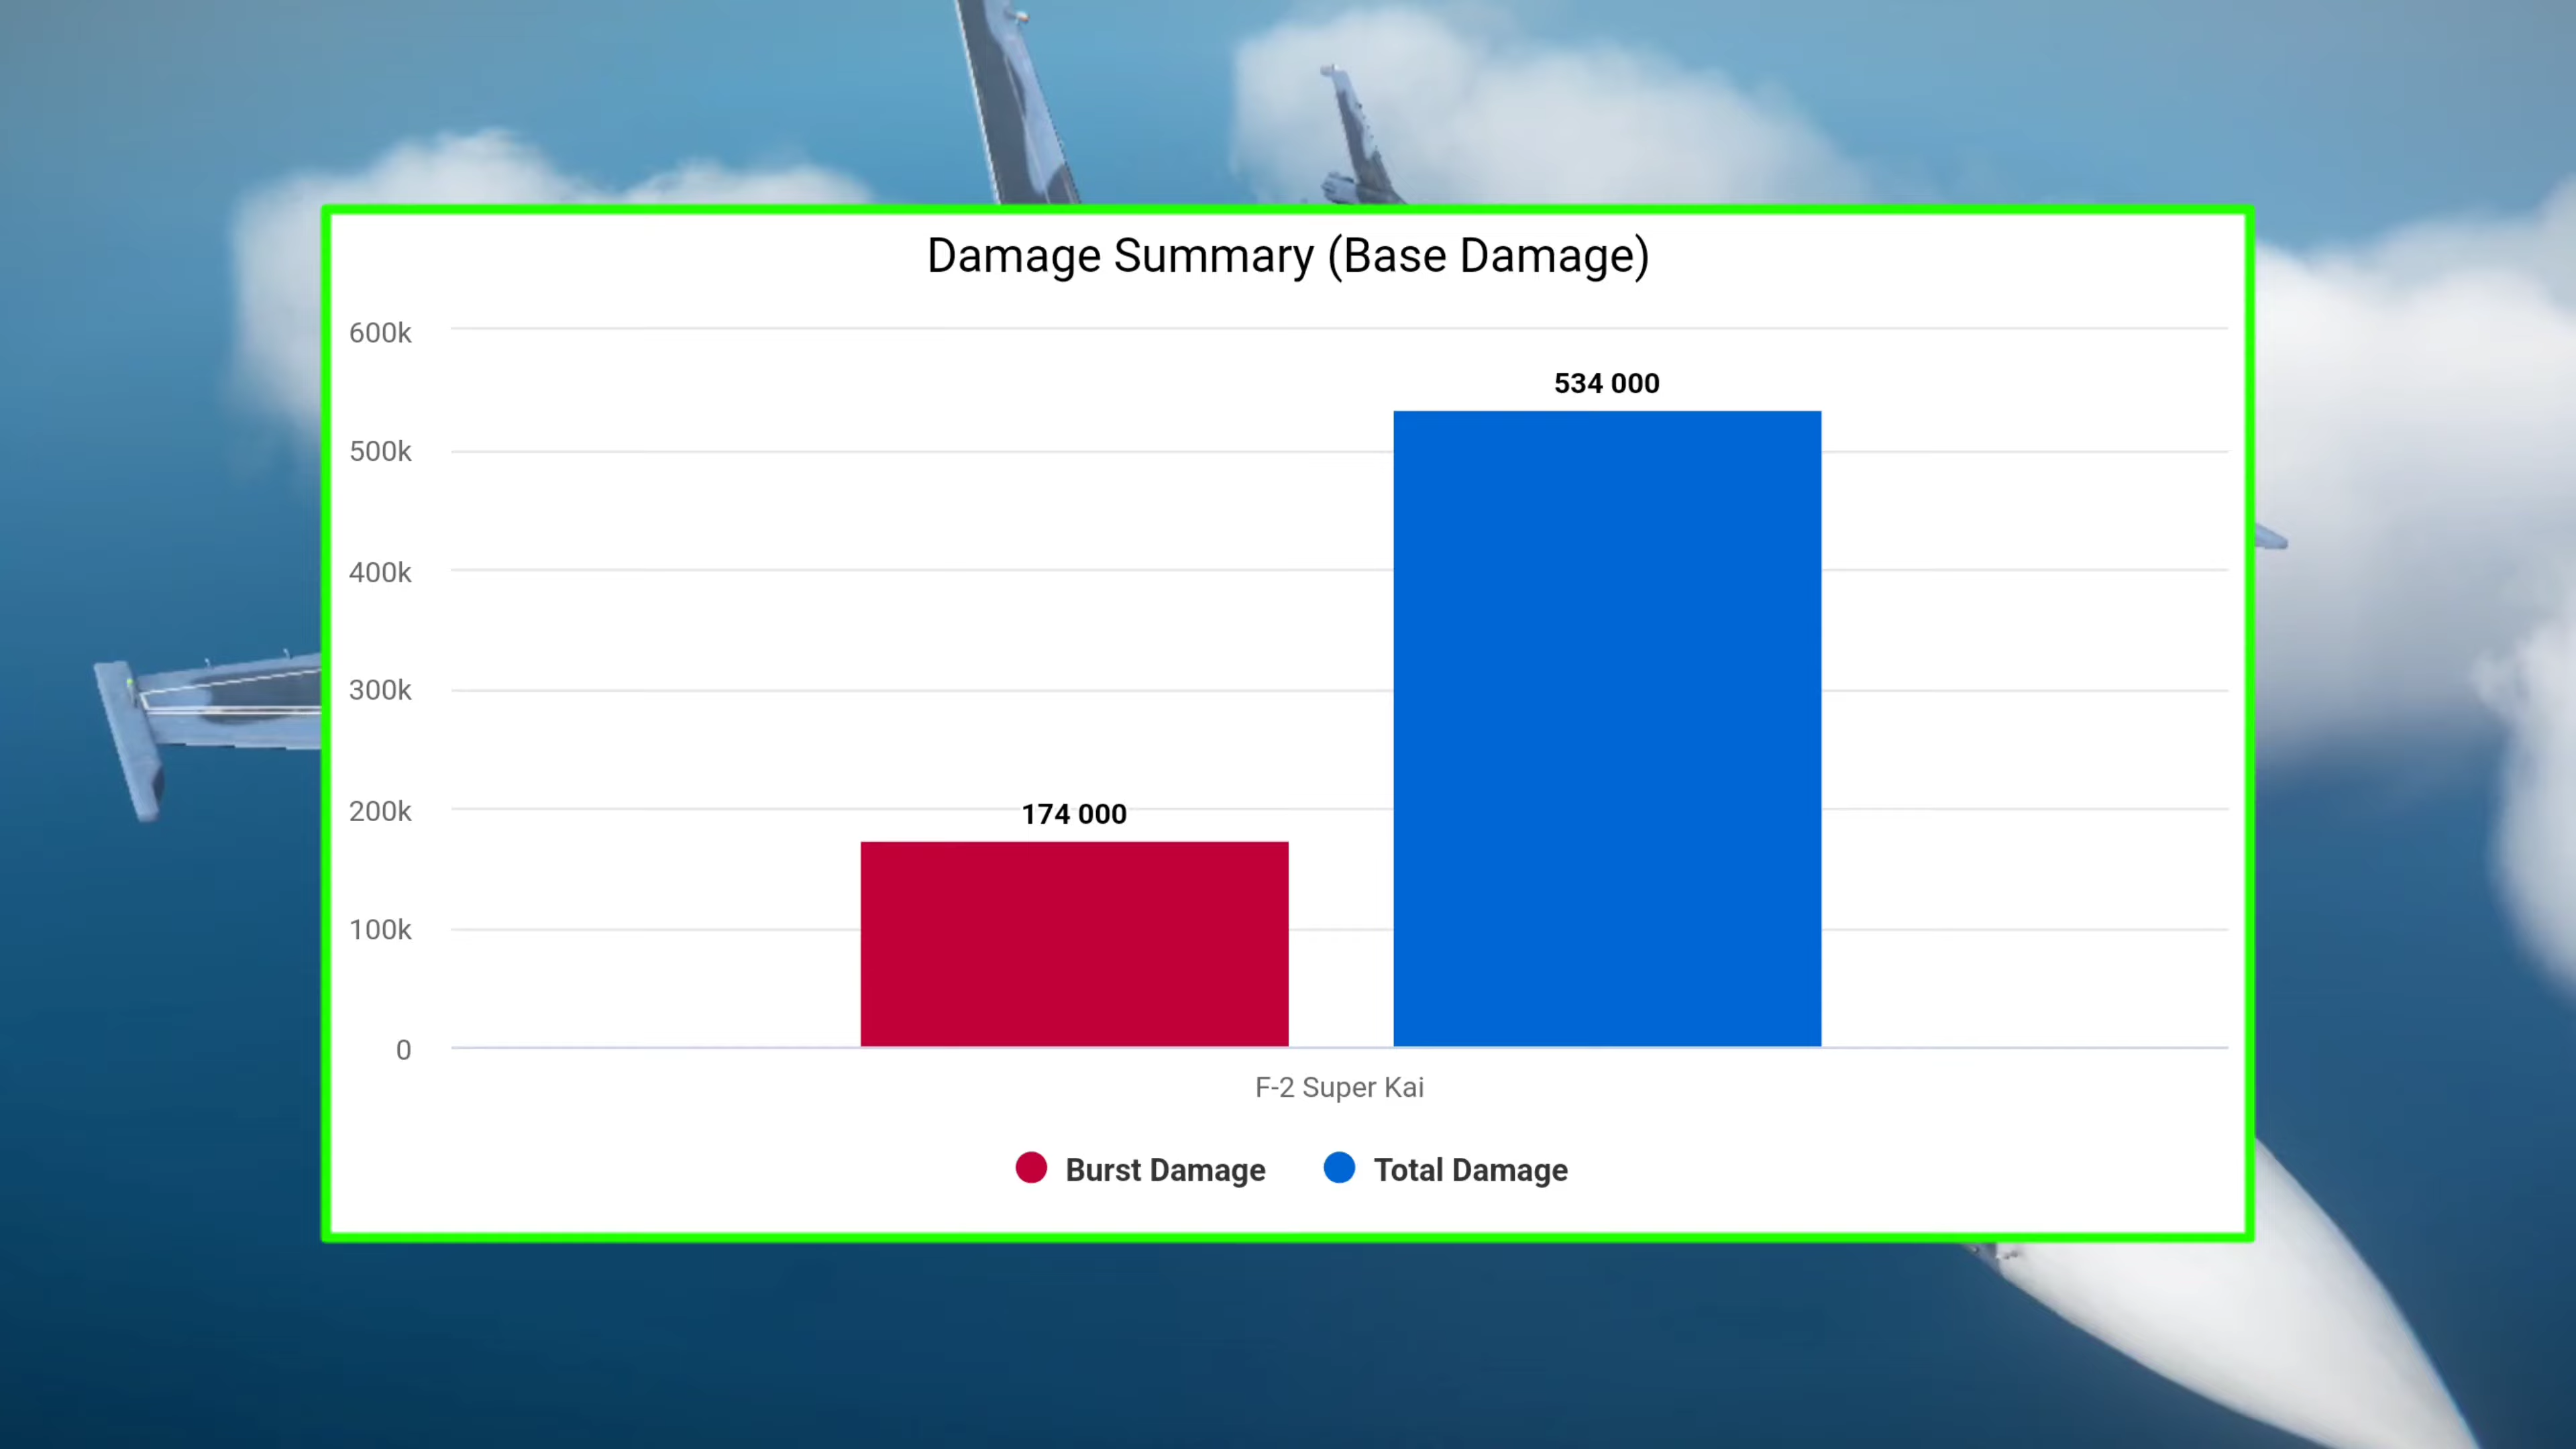 Damage Summary (Base Damage)
600k
534 000
500k
400k
300k
200k
174 000
100k
0
F-2 Super Kai
Burst Damage
Total Damage